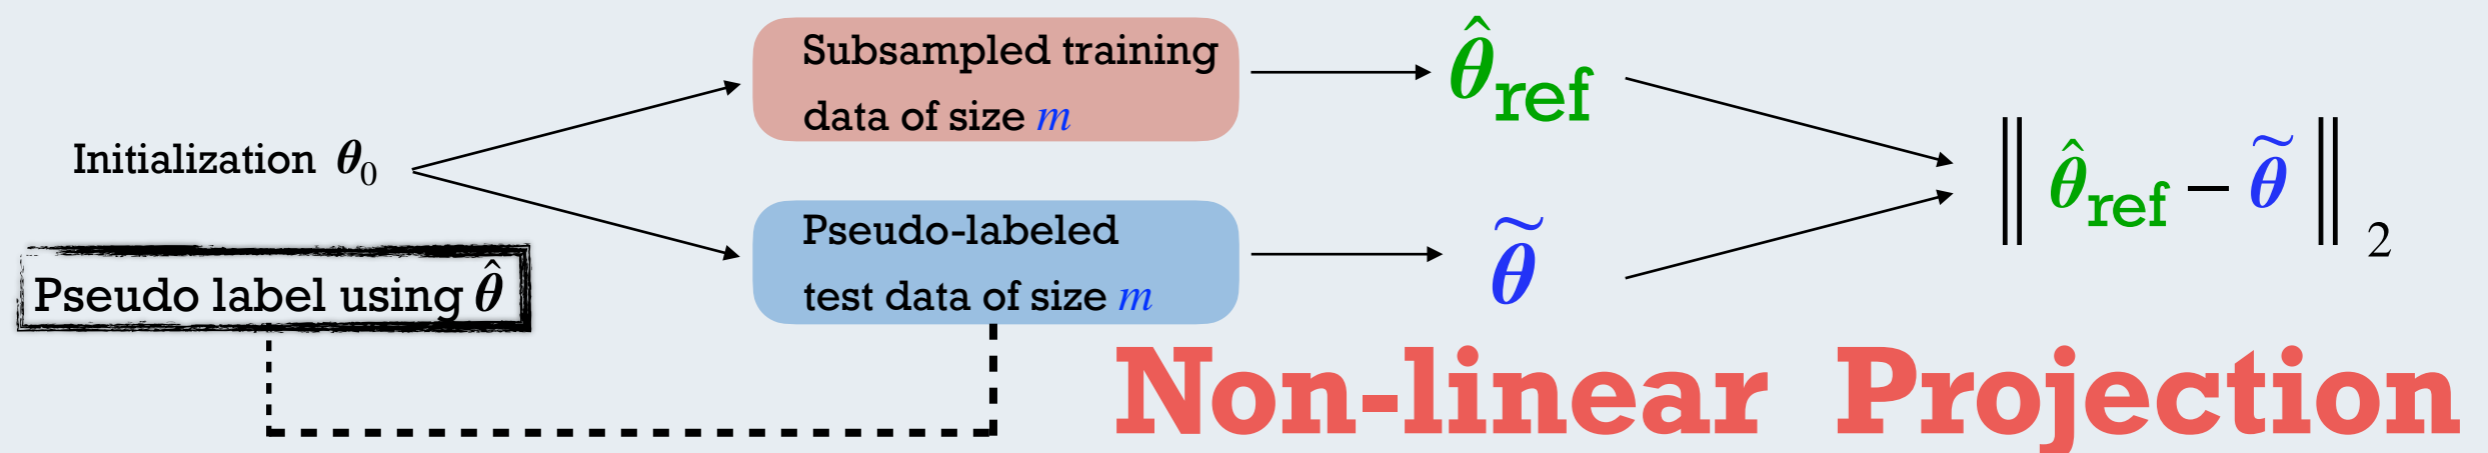 Initialization θ₀
Pseudo label using θ̂
Subsampled training
data of size m
Pseudo-labeled
test data of size m
θ̂ref
θ̃
‖ θ̂ref – θ̃ ‖₂
Non-linear Projection